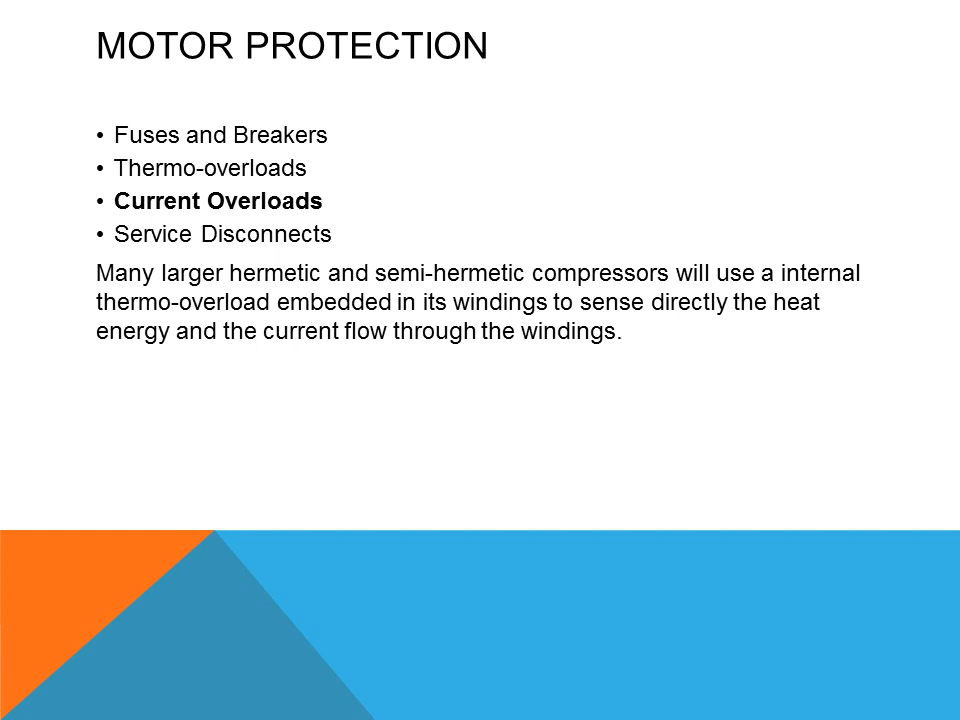 MOTOR PROTECTION
• Fuses and Breakers
• Thermo-overloads
• Current Overloads
• Service Disconnects
Many larger hermetic and semi-hermetic compressors will use a internal
thermo-overload embedded in its windings to sense directly the heat
energy and the current flow through the windings.